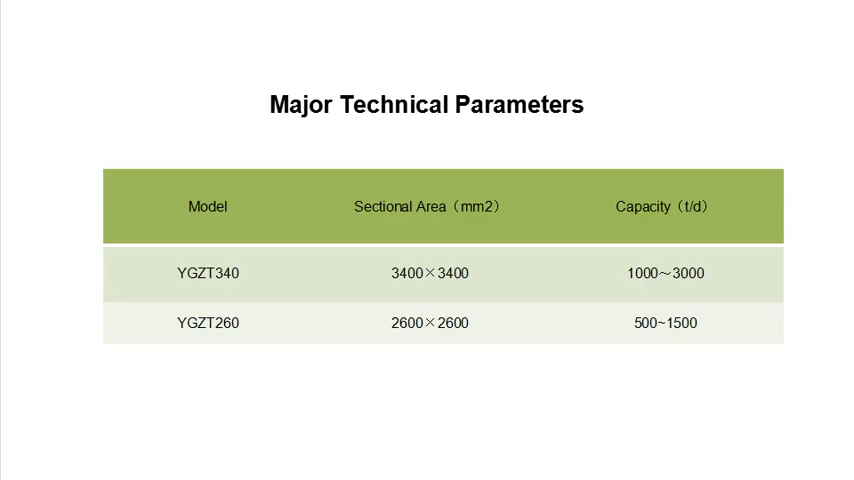 Major Technical Parameters
Model Sectional Area（mm2） Capacity（t/d）
YGZT340 3400×3400 1000～3000
YGZT260 2600×2600 500~1500